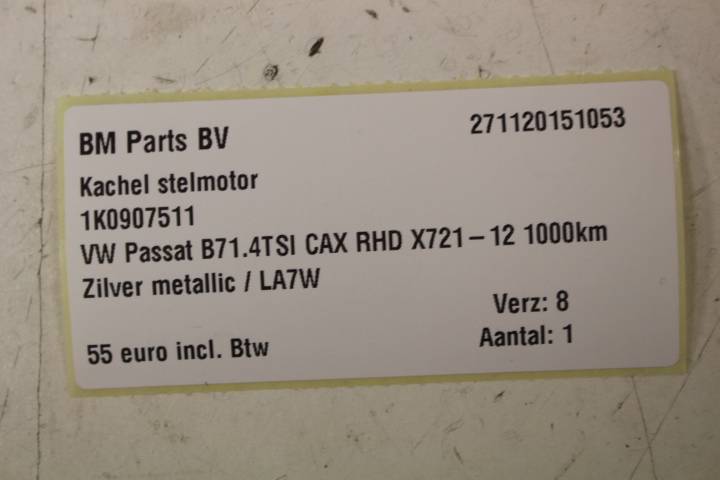 BM Parts BV 271120151053
Kachel stelmotor
1K0907511
VW Passat B71.4TSI CAX RHD X721-12 1000km
Zilver metallic / LA7W
Verz: 8
55 euro incl. Btw Aantal: 1